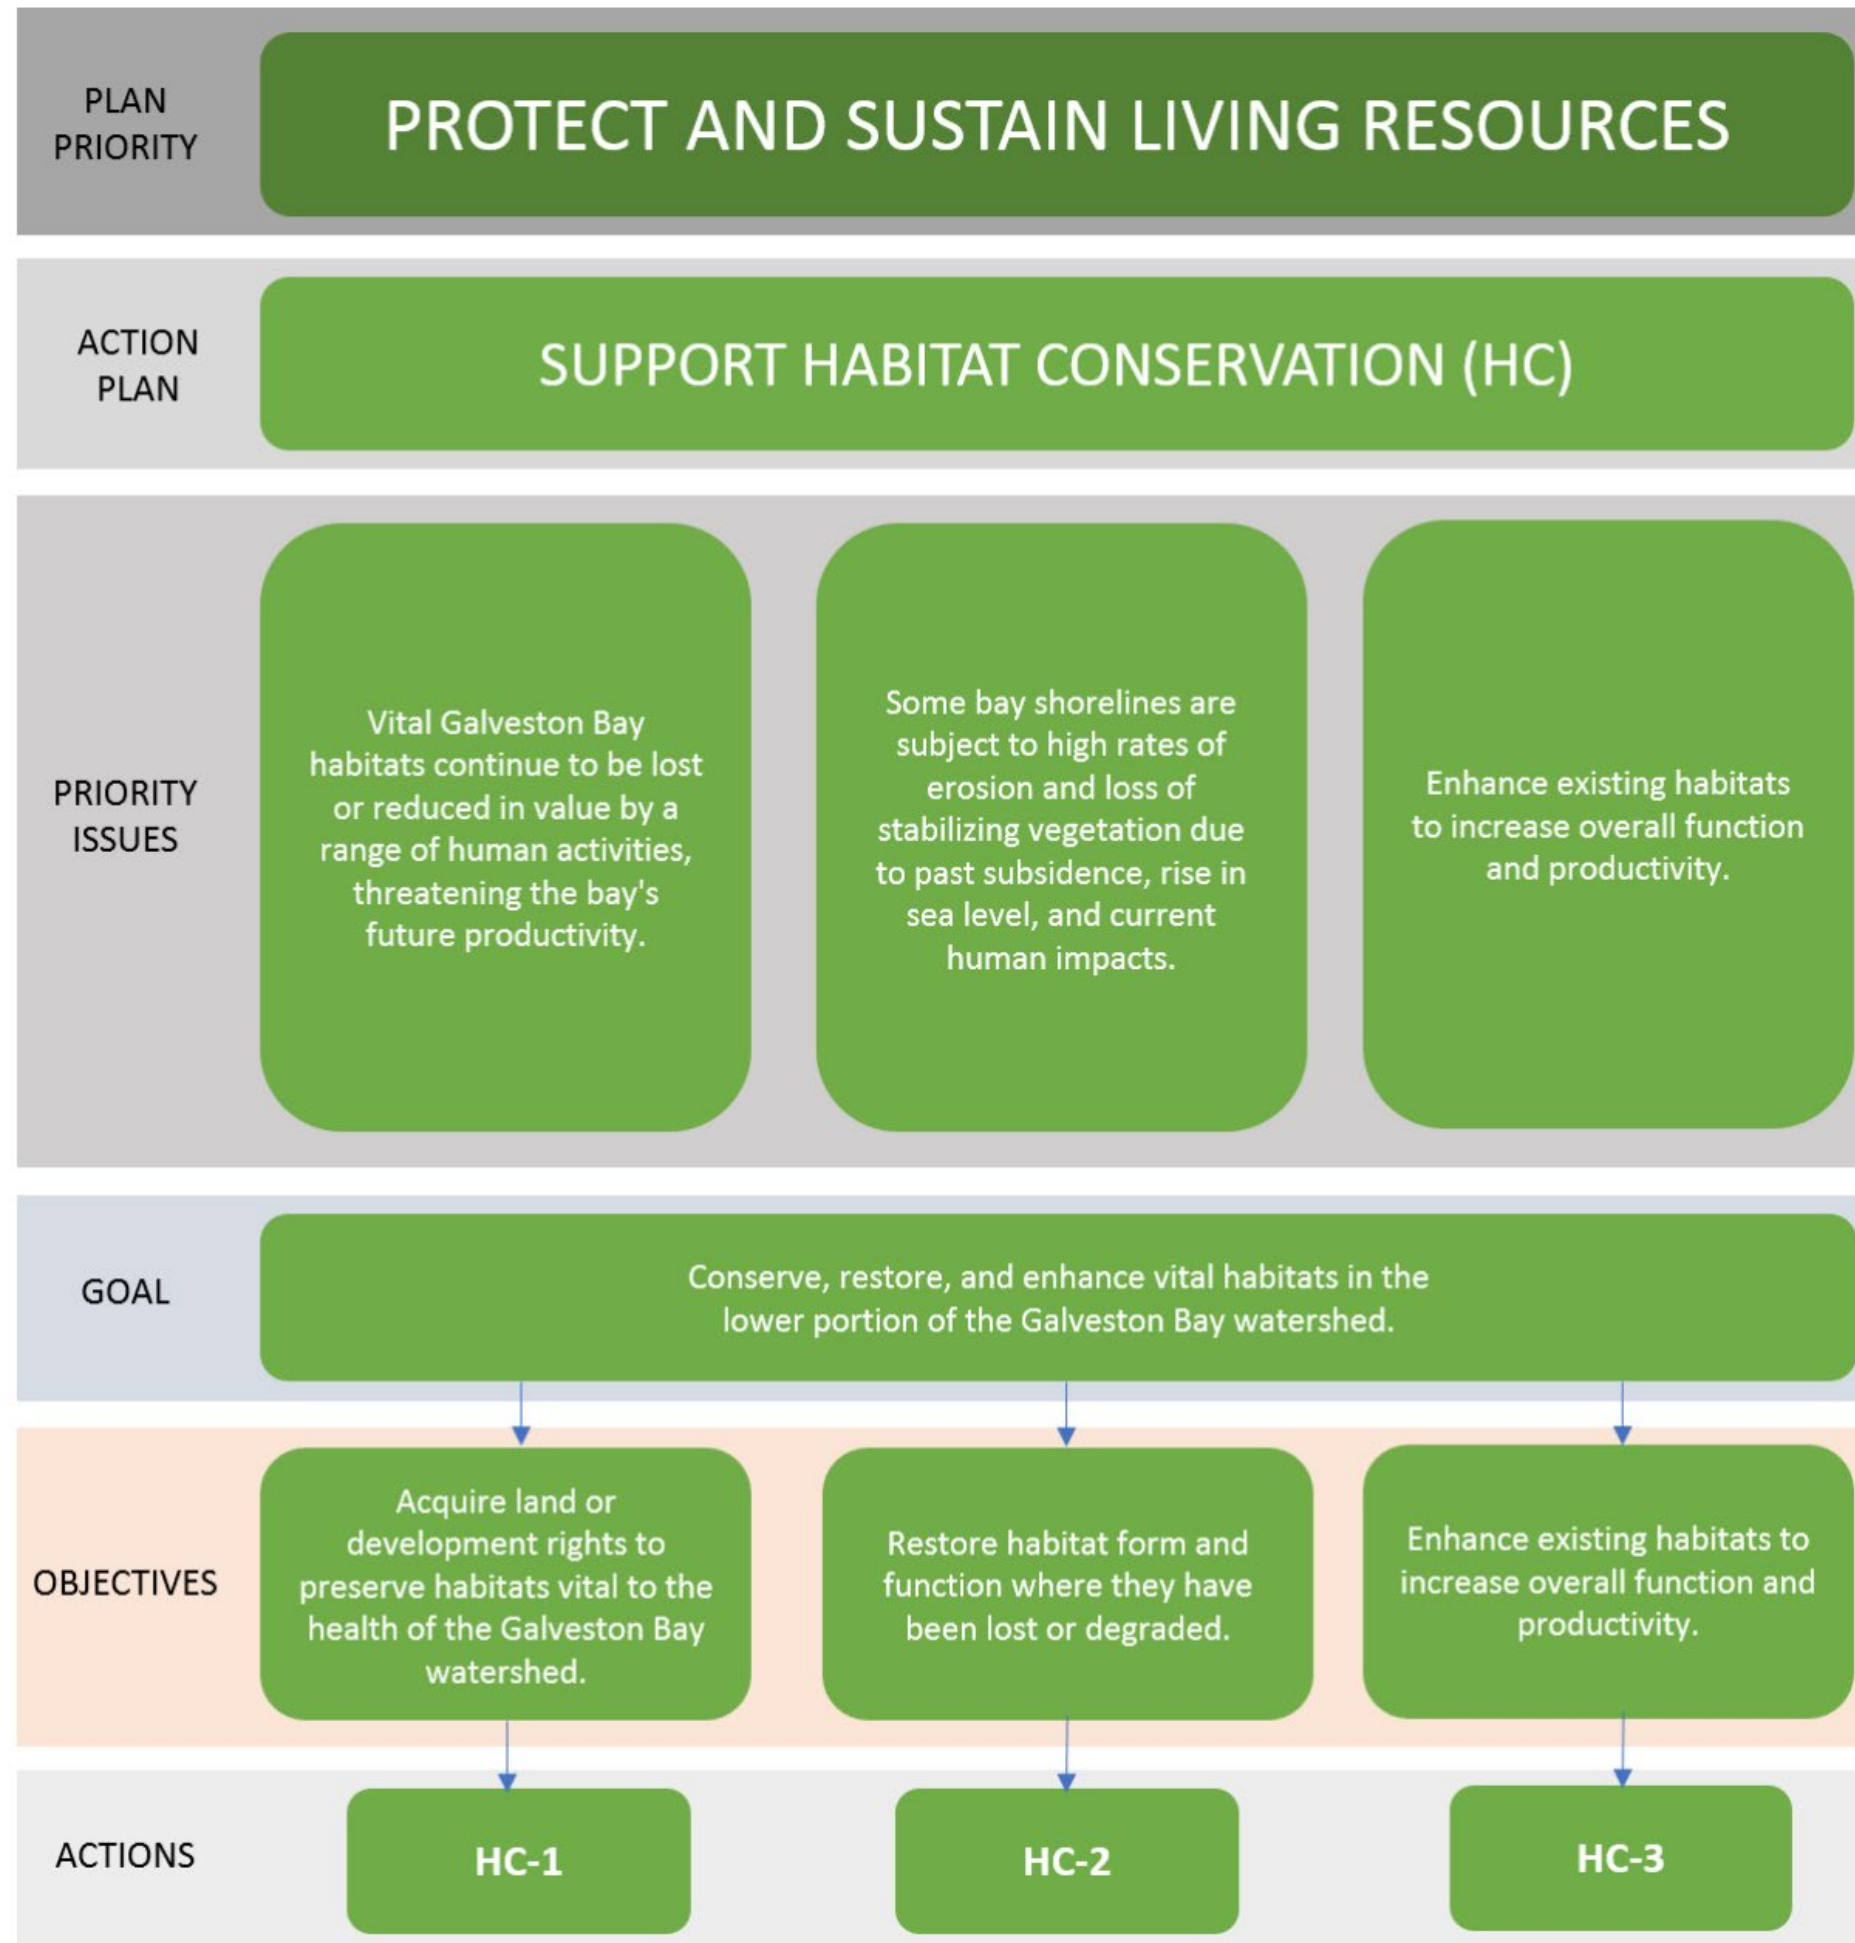 PLAN
PRIORITY
PROTECT AND SUSTAIN LIVING RESOURCES
ACTION
PLAN
SUPPORT HABITAT CONSERVATION (HC)
PRIORITY
ISSUES
Vital Galveston Bay
habitats continue to be lost
or reduced in value by a
range of human activities,
threatening the bay's
future productivity.
Some bay shorelines are
subject to high rates of
erosion and loss of
stabilizing vegetation due
to past subsidence, rise in
sea level, and current
human impacts.
Enhance existing habitats
to increase overall function
and productivity.
GOAL
Conserve, restore, and enhance vital habitats in the
lower portion of the Galveston Bay watershed.
OBJECTIVES
Acquire land or
development rights to
preserve habitats vital to the
health of the Galveston Bay
watershed.
Restore habitat form and
function where they have
been lost or degraded.
Enhance existing habitats to
increase overall function and
productivity.
ACTIONS
HC-1
HC-2
HC-3